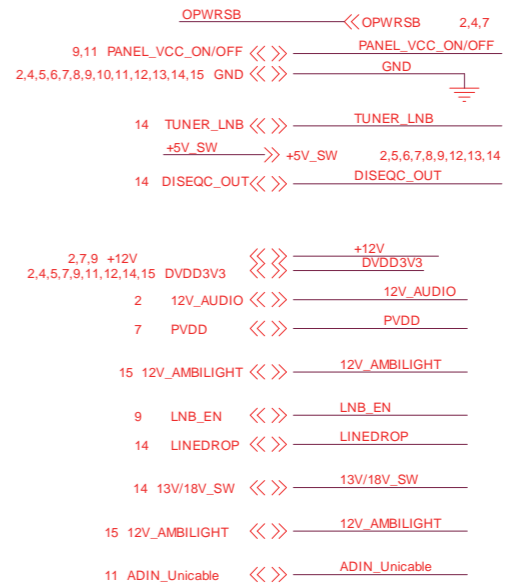 OPWRSB OPWRSB 2,4,7
9,11 PANEL_VCC_ON/OFF PANEL_VCC_ON/OFF
2,4,5,6,7,8,9,10,11,12,13,14,15 GND GND
14 TUNER_LNB TUNER_LNB
+5V_SW +5V_SW 2,5,6,7,8,9,12,13,14
14 DISEQC_OUT DISEQC_OUT
2,7,9 +12V +12V
2,4,5,7,9,11,12,14,15 DVDD3V3 DVDD3V3
2 12V_AUDIO 12V_AUDIO
7 PVDD PVDD
15 12V_AMBILIGHT 12V_AMBILIGHT
9 LNB_EN LNB_EN
14 LINEDROP LINEDROP
14 13V/18V_SW 13V/18V_SW
15 12V_AMBILIGHT 12V_AMBILIGHT
11 ADIN_Unicable ADIN_Unicable